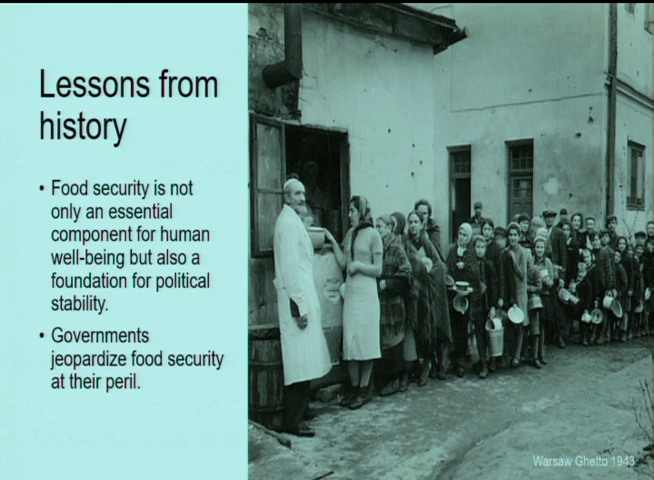 Lessons from
history
• Food security is not
only an essential
component for human
well-being but also a
foundation for political
stability.
• Governments
jeopardize food security
at their peril.
Warsaw Ghetto 1943